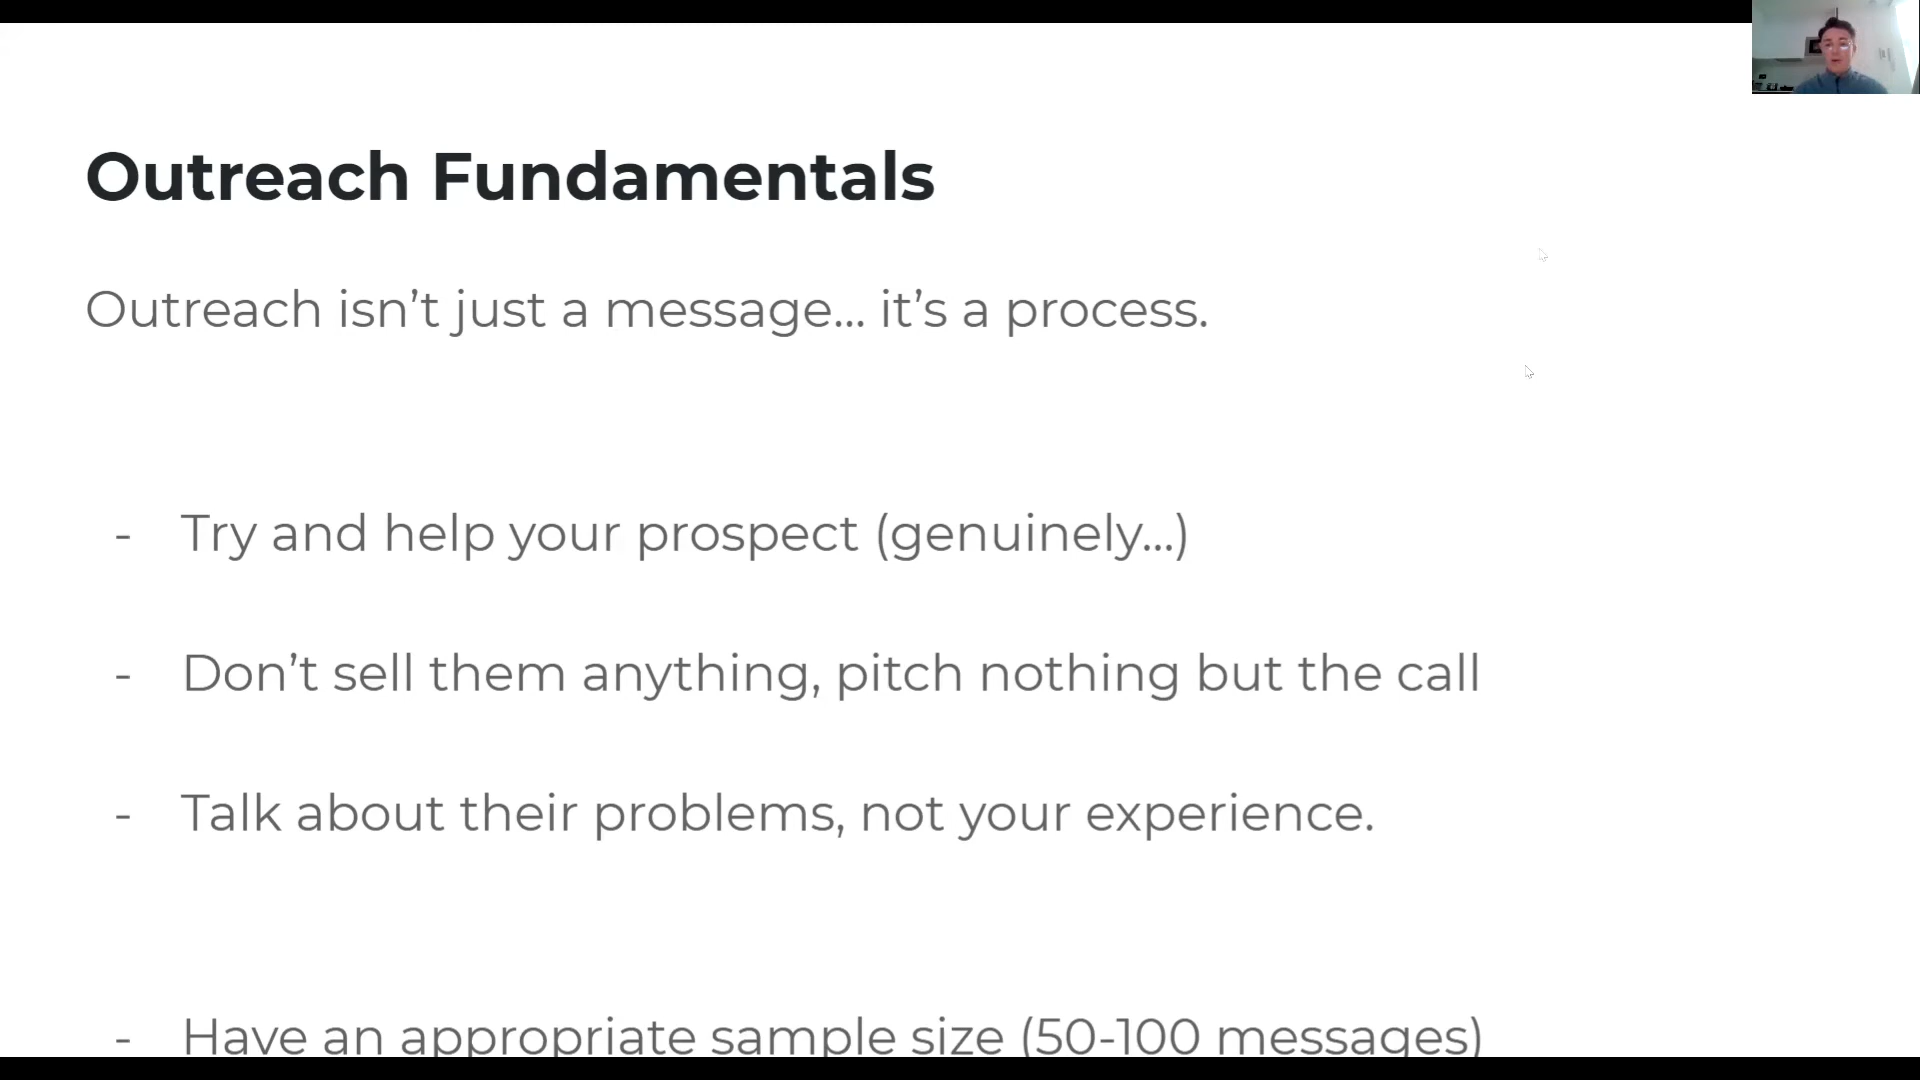 Outreach Fundamentals
Outreach isn’t just a message... it’s a process.
- Try and help your prospect (genuinely...)
- Don’t sell them anything, pitch nothing but the call
- Talk about their problems, not your experience.
- Have an appropriate sample size (50-100 messages)